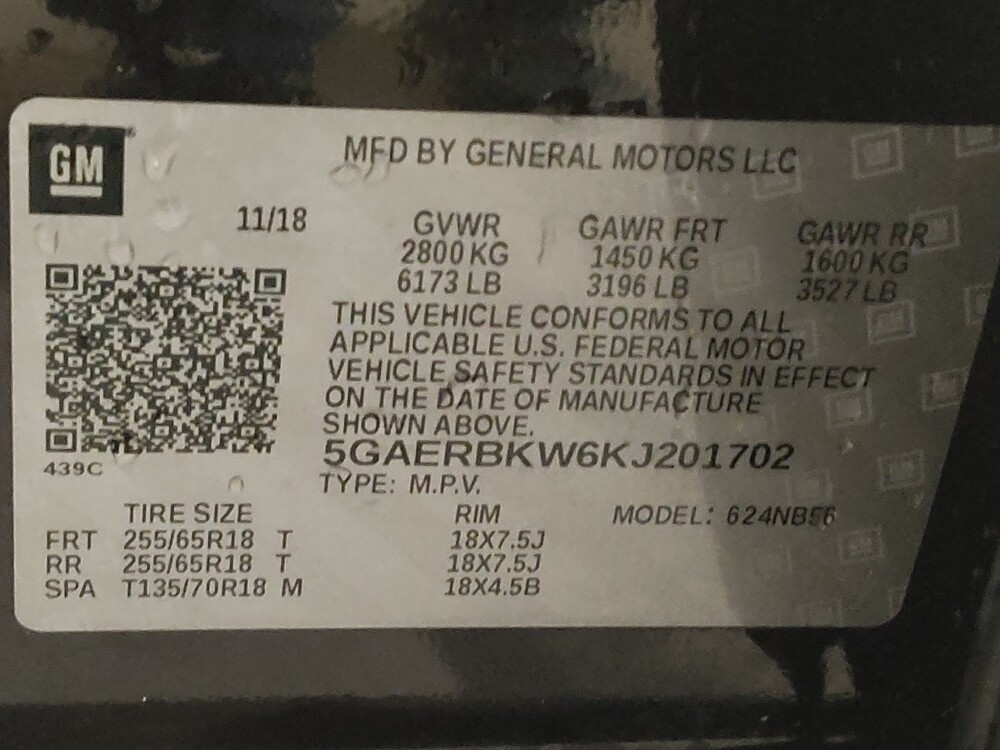 GM
MFD BY GENERAL MOTORS LLC
11/18 GVWR GAWR FRT GAWR RR
2800 KG 1450 KG 1600 KG
6173 LB 3196 LB 3527 LB
THIS VEHICLE CONFORMS TO ALL
APPLICABLE U.S. FEDERAL MOTOR
VEHICLE SAFETY STANDARDS IN EFFECT
ON THE DATE OF MANUFACTURE
SHOWN ABOVE.
5GAERBKW6KJ201702
439C
TYPE: M.P.V.
TIRE SIZE RIM MODEL: 624NB56
FRT 255/65R18 T 18X7.5J
RR 255/65R18 T 18X7.5J
SPA T135/70R18 M 18X4.5B